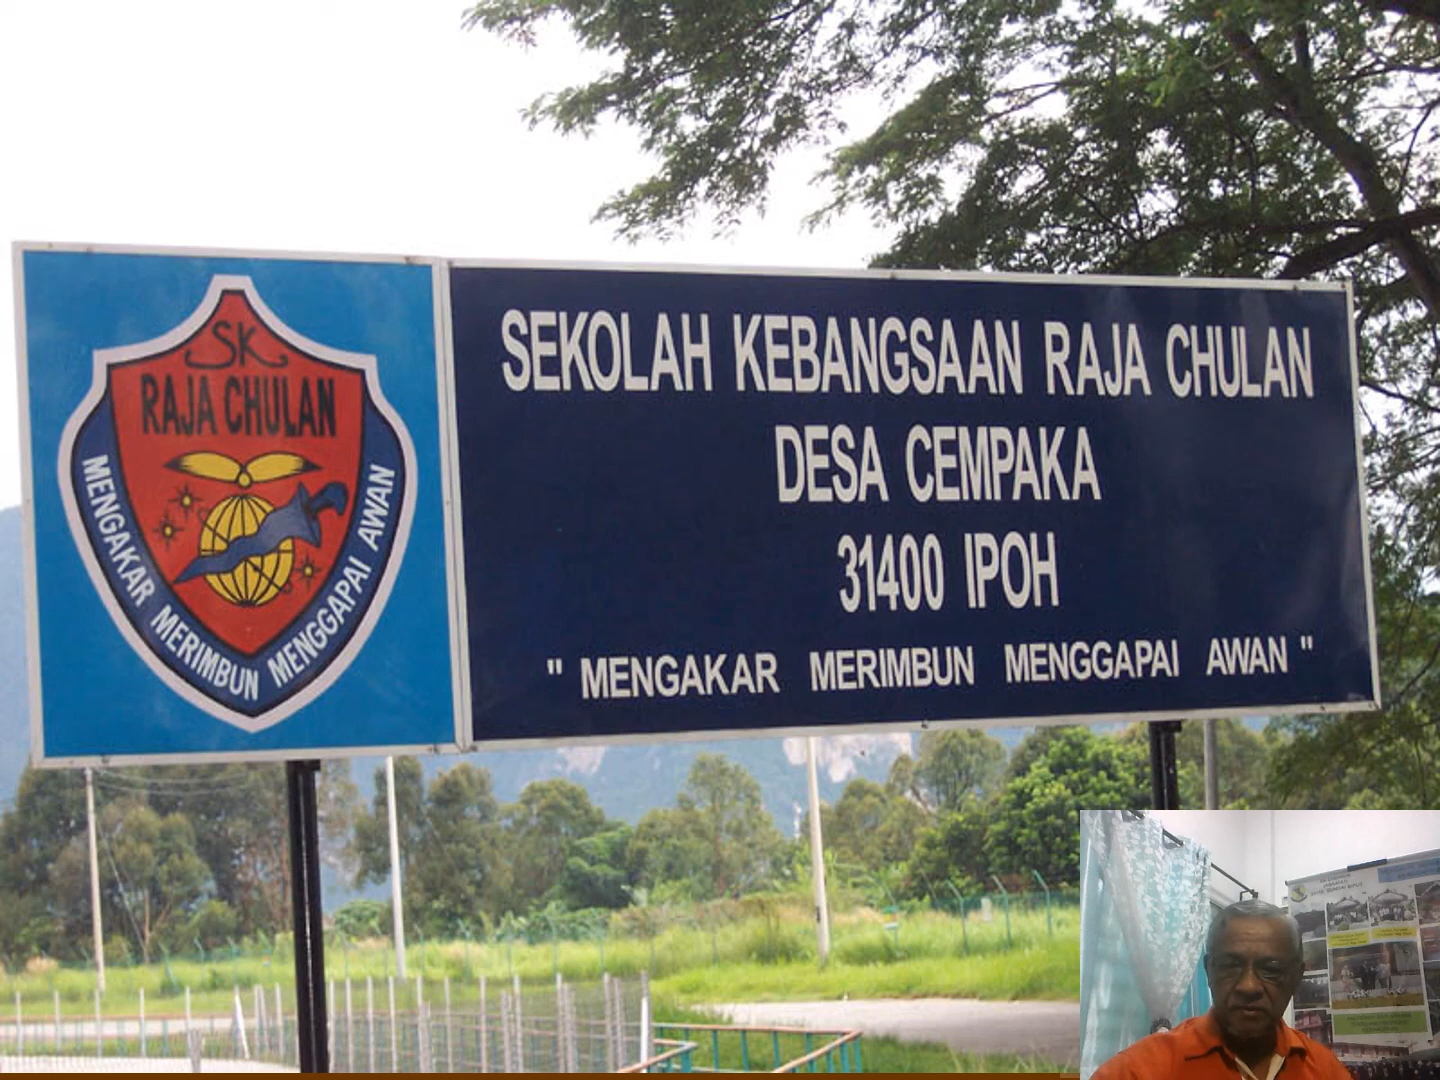 SK
RAJA CHULAN
MENGAKAR MERIMBUN MENGGAPAI AWAN
SEKOLAH KEBANGSAAN RAJA CHULAN
DESA CEMPAKA
31400 IPOH
" MENGAKAR MERIMBUN MENGGAPAI AWAN "